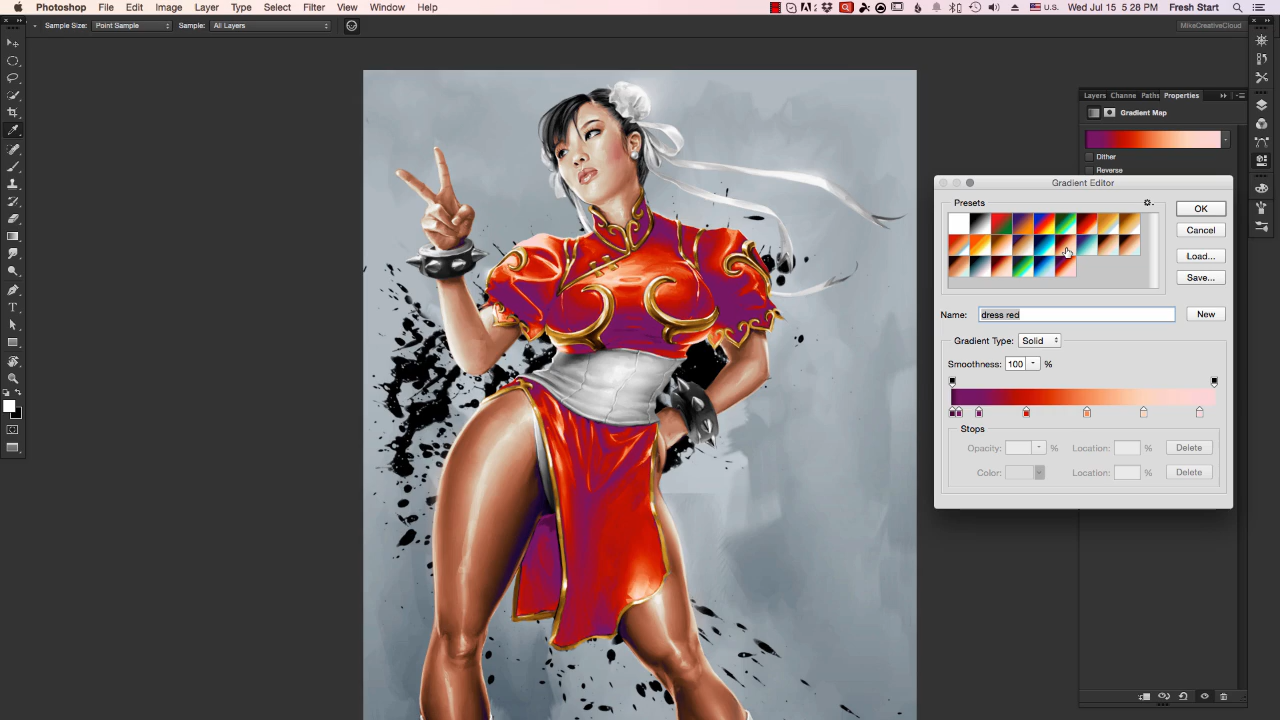 Photoshop File Edit Image Layer Type Select Filter View Window Help U.S. Wed Jul 15 5:28 PM Fresh Start
Sample Size: Point Sample Sample: All Layers MikeCreativeCloud
Layers Channe Paths Properties
Gradient Map
Dither
Reverse
Gradient Editor
Presets
OK
Cancel
Load...
Save...
Name: dress red New
Gradient Type: Solid
Smoothness: 100 %
Stops
Opacity: % Location: % Delete
Color: Location: % Delete